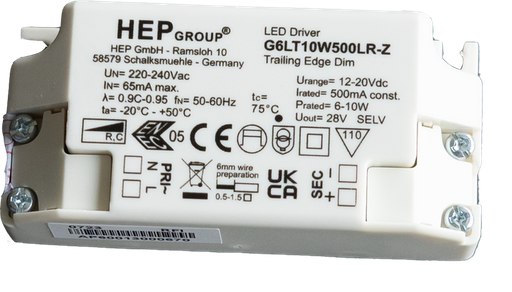 HEP GROUP®
HEP GmbH - Ramsloh 10
58579 Schalksmuehle - Germany
UN= 220-240Vac
IN= 65mA max.
λ= 0.9C-0.95 fN= 50-60Hz
ta= -20°C - +50°C
tc=
75°C
LED Driver
G6LT10W500LR-Z
Trailing Edge Dim
Urange= 12-20Vdc
Irated= 500mA const.
Prated= 6-10W
Uout= 28V SELV
R,C
05
CE
110
PRI~
N
L
6mm wire
preparation
0.5-1.5
UK
CA
SEC
-
+
0723